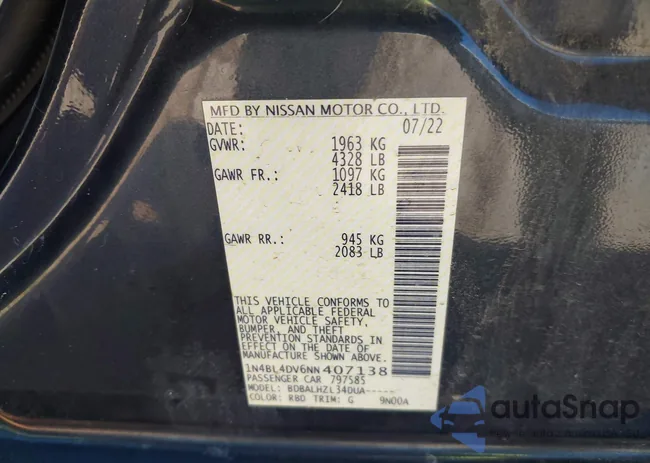 MFD BY NISSAN MOTOR CO., LTD.
DATE: 07/22
GVWR: 1963 KG
4328 LB
GAWR FR.: 1097 KG
2418 LB
GAWR RR.: 945 KG
2083 LB
THIS VEHICLE CONFORMS TO
ALL APPLICABLE FEDERAL
MOTOR VEHICLE SAFETY,
BUMPER, AND THEFT
PREVENTION STANDARDS IN
EFFECT ON THE DATE OF
MANUFACTURE SHOWN ABOVE.
1N4BL4DV6NN407138
PASSENGER CAR 797585
MODEL: BDBALHZL34DUA-----
COLOR: RBD TRIM: G 9N00A
autoSnap